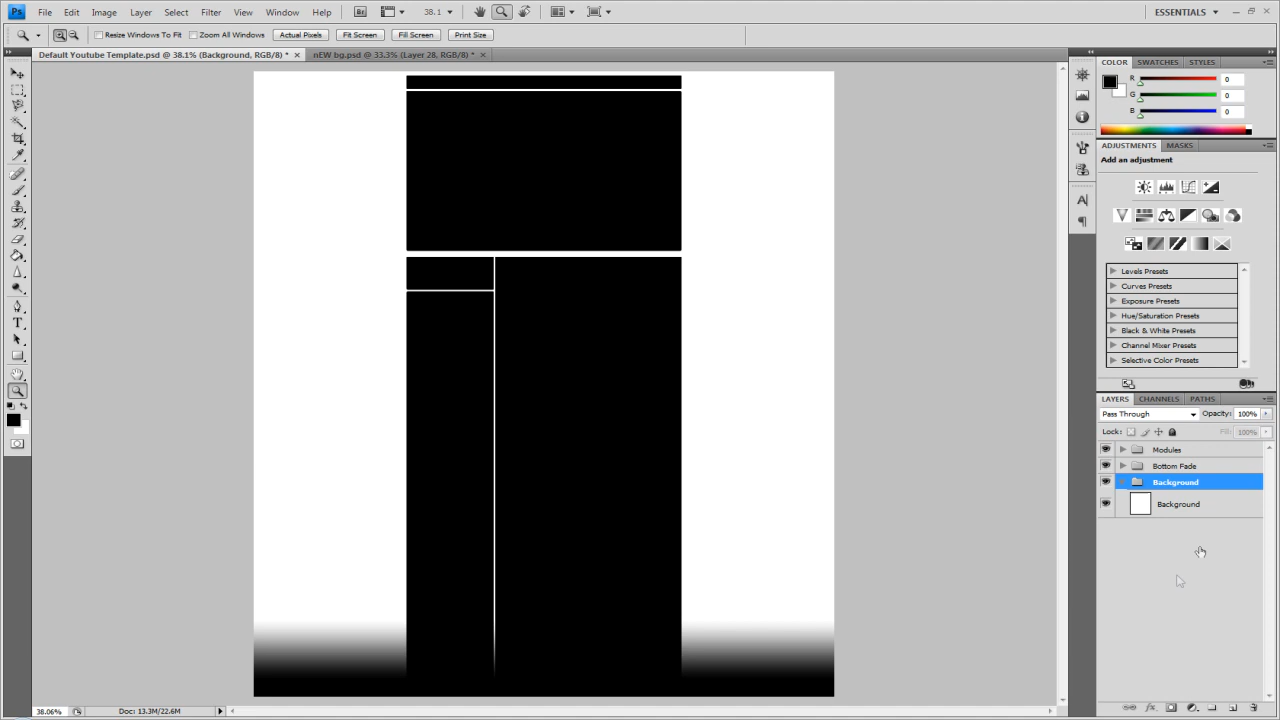 Ps File Edit Image Layer Select Filter View Window Help Br 38.1 ESSENTIALS
Resize Windows To Fit Zoom All Windows Actual Pixels Fit Screen Fill Screen Print Size
Default Youtube Template.psd @ 38.1% (Background, RGB/8) * × nEW bg.psd @ 33.3% (Layer 28, RGB/8) * ×
COLOR SWATCHES STYLES
R 0
G 0
B 0
ADJUSTMENTS MASKS
Add an adjustment
Levels Presets
Curves Presets
Exposure Presets
Hue/Saturation Presets
Black & White Presets
Channel Mixer Presets
Selective Color Presets
LAYERS CHANNELS PATHS
Pass Through Opacity: 100%
Lock: Fill: 100%
Modules
Bottom Fade
Background
Background
38.06% Doc: 13.3M/22.6M